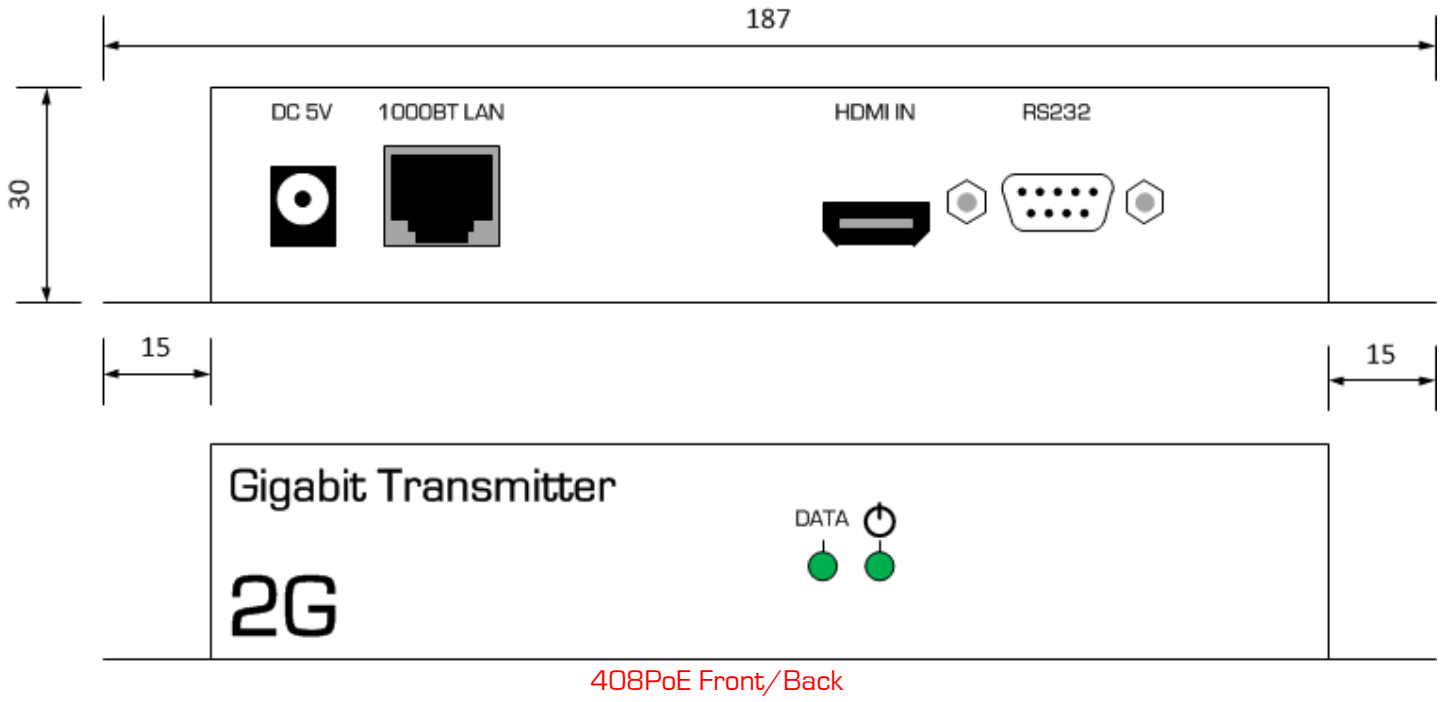 187
DC 5V 1000BT LAN HDMI IN RS232
30
15
15
Gigabit Transmitter
DATA
2G
408PoE Front/Back